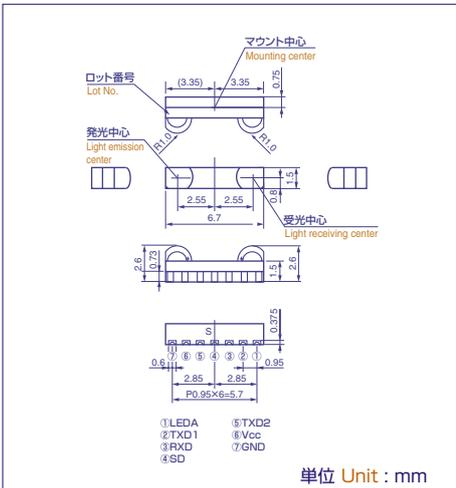 マウント中心
Mounting center
ロット番号
Lot No.
(3.35)
3.35
0.75
R1.0
R1.0
発光中心
Light emission
center
1.5
0.8
2.55
2.55
6.7
受光中心
Light receiving center
2.6
0.73
1.5
2.6
S
0.375
⑦ ⑥ ⑤ ④ ③ ② ①
0.6
0.95
2.85
2.85
P0.95×6=5.7
①LEDA
②TXD1
③RXD
④SD
⑤TXD2
⑥Vcc
⑦GND
単位 Unit : mm